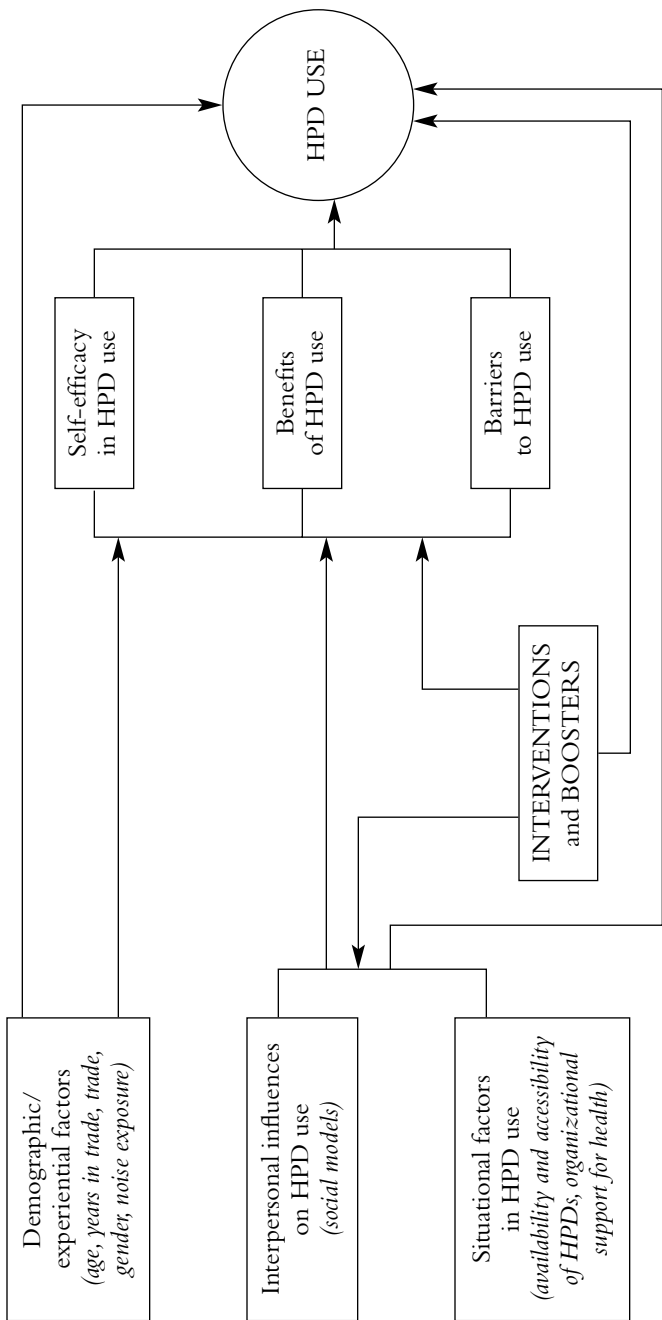 Demographic/
experiential factors
(age, years in trade, trade,
gender, noise exposure)
Interpersonal influences
on HPD use
(social models)
Situational factors
in HPD use
(availability and accessibility
of HPDs, organizational
support for health)
INTERVENTIONS
and BOOSTERS
Self-efficacy
in HPD use
Benefits
of HPD use
Barriers
to HPD use
HPD USE